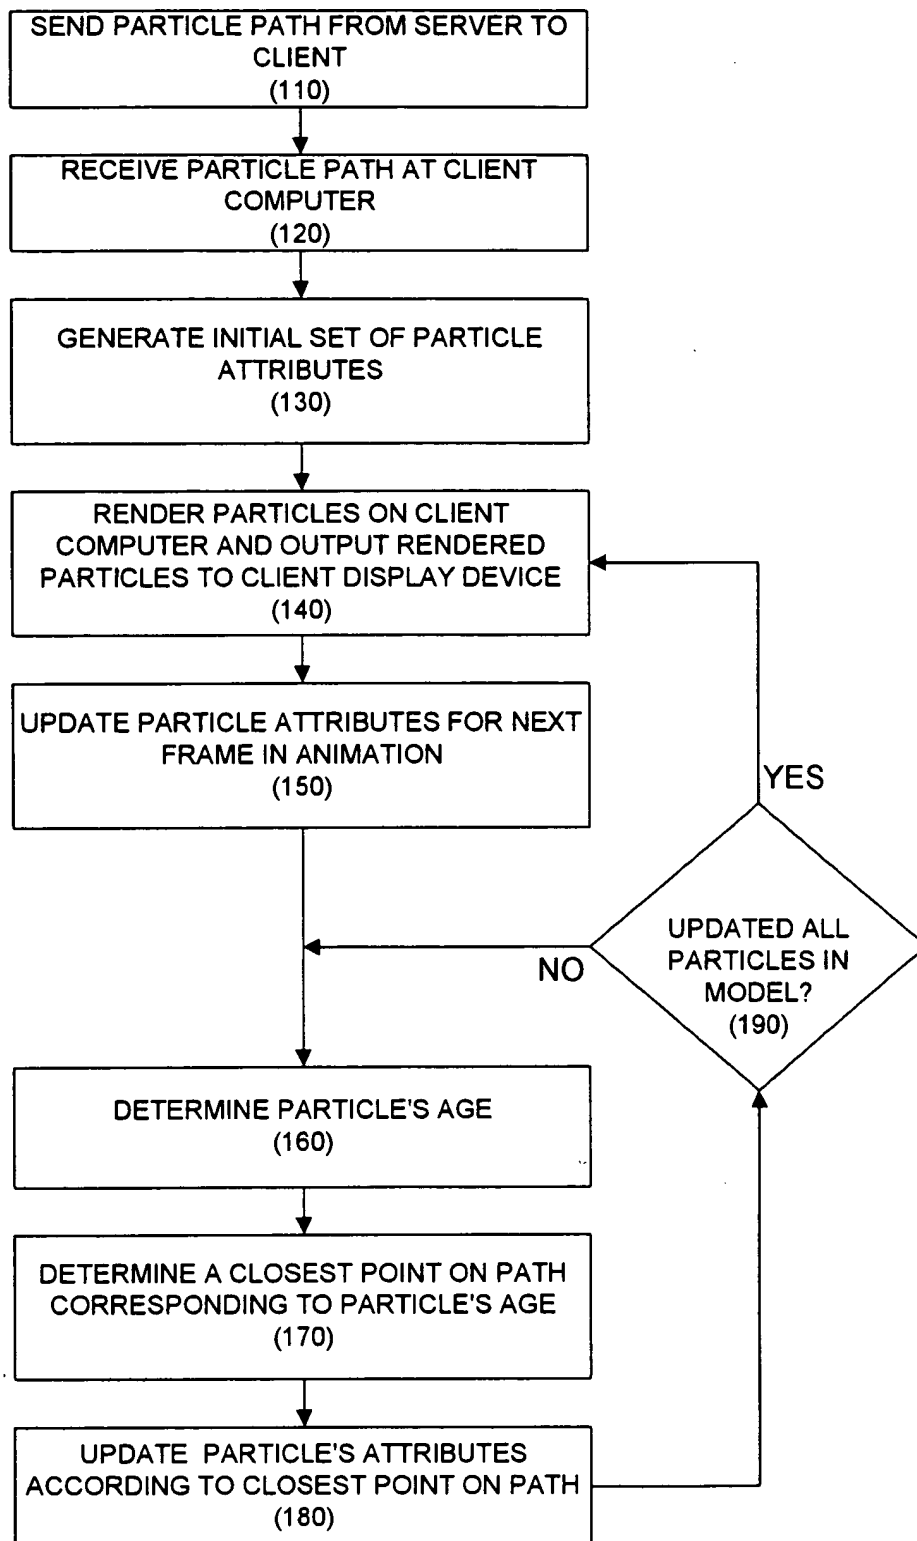 SEND PARTICLE PATH FROM SERVER TO
CLIENT
(110)
RECEIVE PARTICLE PATH AT CLIENT
COMPUTER
(120)
GENERATE INITIAL SET OF PARTICLE
ATTRIBUTES
(130)
RENDER PARTICLES ON CLIENT
COMPUTER AND OUTPUT RENDERED
PARTICLES TO CLIENT DISPLAY DEVICE
(140)
UPDATE PARTICLE ATTRIBUTES FOR NEXT
FRAME IN ANIMATION
(150)
YES
UPDATED ALL
PARTICLES IN
MODEL?
(190)
NO
DETERMINE PARTICLE'S AGE
(160)
DETERMINE A CLOSEST POINT ON PATH
CORRESPONDING TO PARTICLE'S AGE
(170)
UPDATE PARTICLE'S ATTRIBUTES
ACCORDING TO CLOSEST POINT ON PATH
(180)